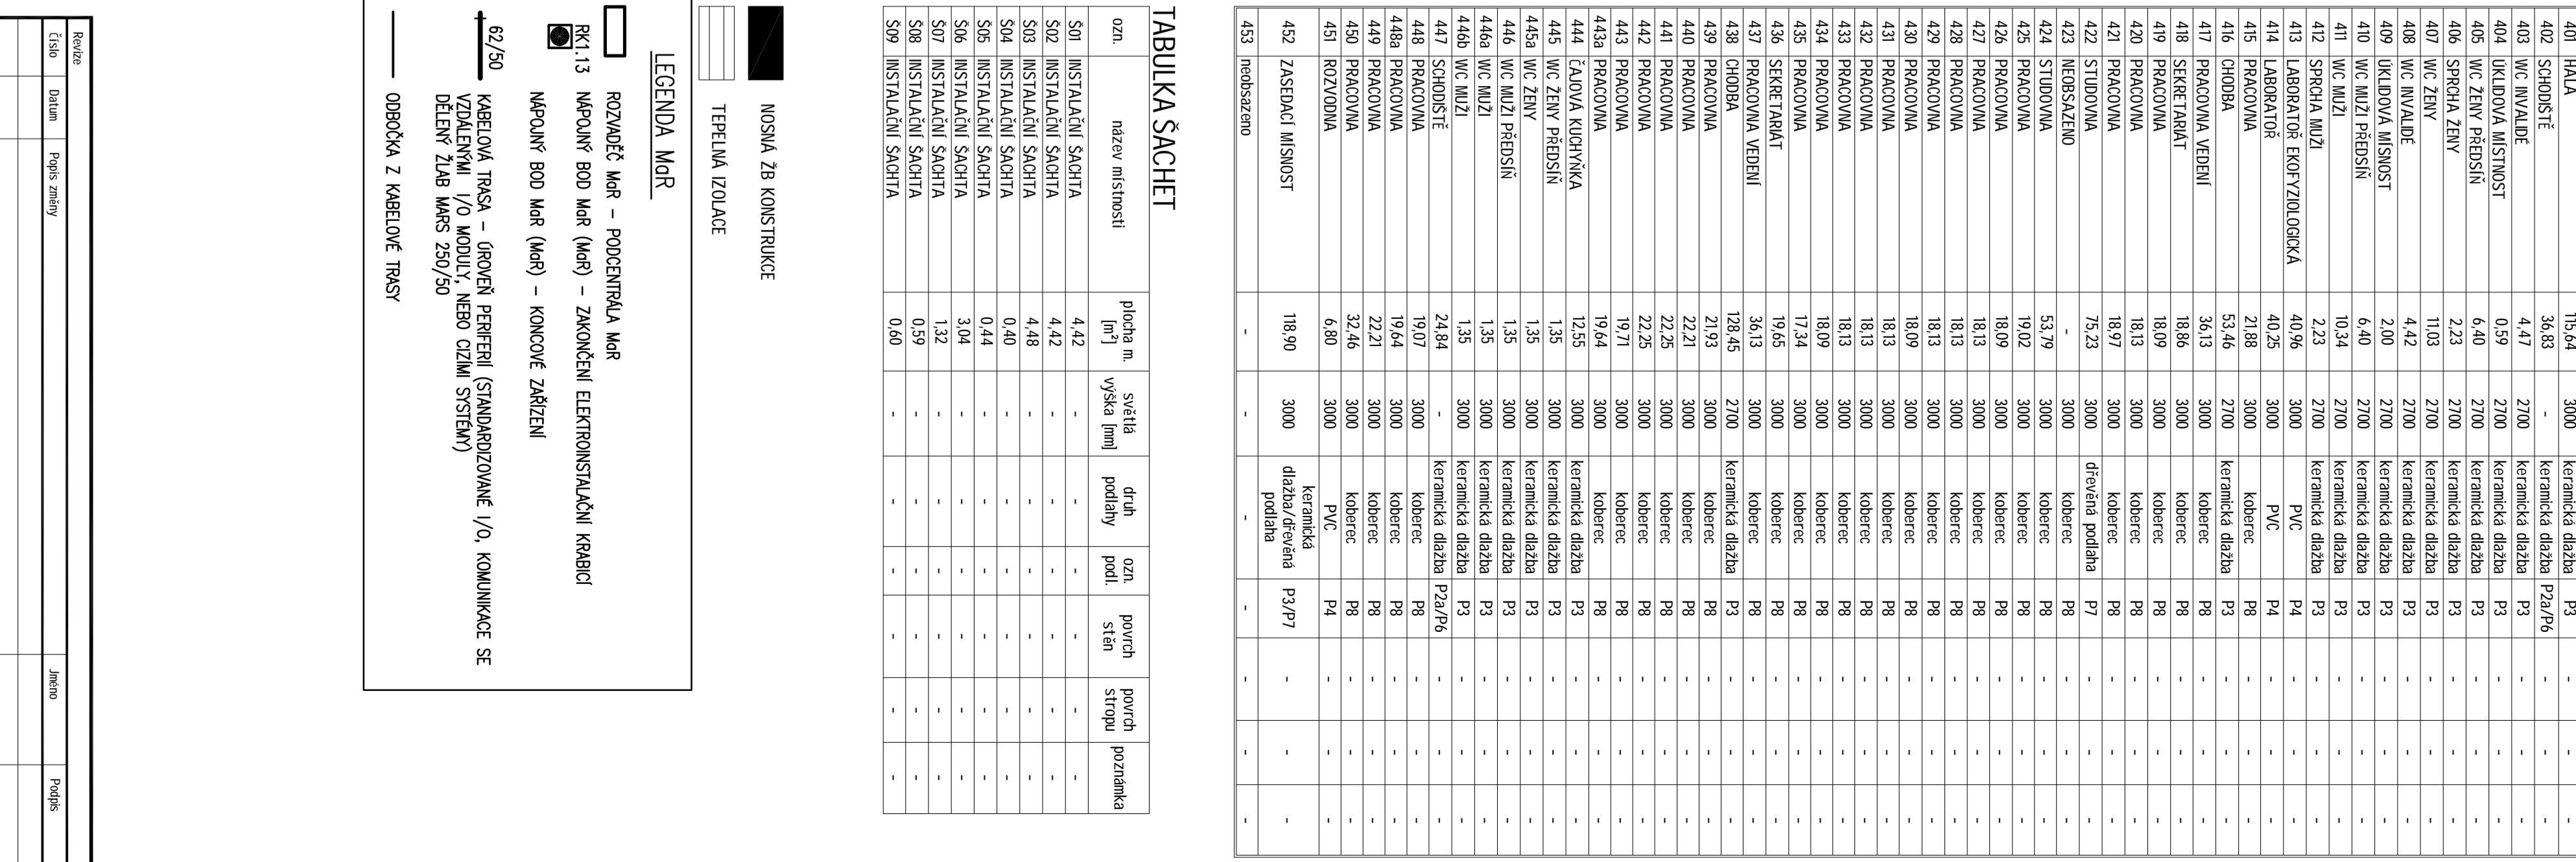 401 HALA 115,64 3000 keramická dlažba P3 - - -
402 SCHODIŠTĚ 36,83 - keramická dlažba P2a/P6 - - -
403 WC INVALIDÉ 4,47 2700 keramická dlažba P3 - - -
404 ÚKLIDOVÁ MÍSTNOST 0,59 2700 keramická dlažba P3 - - -
405 WC ŽENY PŘEDSÍŇ 6,40 2700 keramická dlažba P3 - - -
406 SPRCHA ŽENY 2,23 2700 keramická dlažba P3 - - -
407 WC ŽENY 11,03 2700 keramická dlažba P3 - - -
408 WC INVALIDÉ 4,42 2700 keramická dlažba P3 - - -
409 ÚKLIDOVÁ MÍSNOST 2,00 2700 keramická dlažba P3 - - -
410 WC MUŽI PŘEDSÍŇ 6,40 2700 keramická dlažba P3 - - -
411 WC MUŽI 10,34 2700 keramická dlažba P3 - - -
412 SPRCHA MUŽI 2,23 2700 keramická dlažba P3 - - -
413 LABORATOŘ EKOFYZIOLOGICKÁ 40,96 3000 PVC P4 - - -
414 LABORATOŘ 40,25 3000 PVC P4 - - -
415 PRACOVNA 21,88 3000 koberec P8 - - -
416 CHODBA 53,46 2700 keramická dlažba P3 - - -
417 PRACOVNA VEDENÍ 36,13 3000 koberec P8 - - -
418 SEKRETARIÁT 18,86 3000 koberec P8 - - -
419 PRACOVNA 18,09 3000 koberec P8 - - -
420 PRACOVNA 18,13 3000 koberec P8 - - -
421 PRACOVNA 18,97 3000 koberec P8 - - -
422 STUDOVNA 75,23 3000 dřevěná podlaha P7 - - -
423 NEOBSAZENO - 3000 koberec P8 - - -
424 STUDOVNA 53,79 3000 koberec P8 - - -
425 PRACOVNA 19,02 3000 koberec P8 - - -
426 PRACOVNA 18,09 3000 koberec P8 - - -
427 PRACOVNA 18,13 3000 koberec P8 - - -
428 PRACOVNA 18,13 3000 koberec P8 - - -
429 PRACOVNA 18,13 3000 koberec P8 - - -
430 PRACOVNA 18,09 3000 koberec P8 - - -
431 PRACOVNA 18,13 3000 koberec P8 - - -
432 PRACOVNA 18,13 3000 koberec P8 - - -
433 PRACOVNA 18,13 3000 koberec P8 - - -
434 PRACOVNA 18,09 3000 koberec P8 - - -
435 PRACOVNA 17,34 3000 koberec P8 - - -
436 SEKRETARIÁT 19,65 3000 koberec P8 - - -
437 PRACOVNA VEDENÍ 36,13 3000 koberec P8 - - -
438 CHODBA 128,45 2700 keramická dlažba P3 - - -
439 PRACOVNA 21,93 3000 koberec P8 - - -
440 PRACOVNA 22,21 3000 koberec P8 - - -
441 PRACOVNA 22,25 3000 koberec P8 - - -
442 PRACOVNA 22,25 3000 koberec P8 - - -
443 PRACOVNA 19,71 3000 koberec P8 - - -
443a PRACOVNA 19,64 3000 koberec P8 - - -
444 ČAJOVÁ KUCHYŇKA 12,55 3000 keramická dlažba P3 - - -
445 WC ŽENY PŘEDSÍŇ 1,35 3000 keramická dlažba P3 - - -
445a WC ŽENY 1,35 3000 keramická dlažba P3 - - -
446 WC MUŽI PŘEDSÍŇ 1,35 3000 keramická dlažba P3 - - -
446a WC MUŽI 1,35 3000 keramická dlažba P3 - - -
446b WC MUŽI 1,35 3000 keramická dlažba P3 - - -
447 SCHODIŠTĚ 24,84 - keramická dlažba P2a/P6 - - -
448 PRACOVNA 19,07 3000 koberec P8 - - -
448a PRACOVNA 19,64 3000 koberec P8 - - -
449 PRACOVNA 22,21 3000 koberec P8 - - -
450 PRACOVNA 32,46 3000 koberec P8 - - -
451 ROZVODNA 6,80 3000 PVC P4 - - -
452 ZASEDACÍ MÍSNOST 118,90 3000 keramická dlažba/dřevěná podlaha P3/P7 - - -
453 neobsazeno - - - - - - -
TABULKA ŠACHET
ozn. název místnosti plocha m. [m²] světlá výška [mm] druh podlahy ozn. podl. povrch stěn povrch stropu poznámka
Š01 INSTALAČNÍ ŠACHTA 4,42 - - - - - -
Š02 INSTALAČNÍ ŠACHTA 4,42 - - - - - -
Š03 INSTALAČNÍ ŠACHTA 4,48 - - - - - -
Š04 INSTALAČNÍ ŠACHTA 0,40 - - - - - -
Š05 INSTALAČNÍ ŠACHTA 0,44 - - - - - -
Š06 INSTALAČNÍ ŠACHTA 3,04 - - - - - -
Š07 INSTALAČNÍ ŠACHTA 1,32 - - - - - -
Š08 INSTALAČNÍ ŠACHTA 0,59 - - - - - -
Š09 INSTALAČNÍ ŠACHTA 0,60 - - - - - -
NOSNÁ ŽB KONSTRUKCE
TEPELNÁ IZOLACE
LEGENDA MaR
ROZVADĚČ MaR – PODCENTRÁLA MaR
RK1.13 NÁPOJNÝ BOD MaR (MaR) – ZAKONČENÍ ELEKTROINSTALAČNÍ KRABICÍ
NÁPOJNÝ BOD MaR (MaR) – KONCOVÉ ZAŘÍZENÍ
62/50 KABELOVÁ TRASA – ÚROVEŇ PERIFERIÍ (STANDARDIZOVANÉ I/O, KOMUNIKACE SE
VZDÁLENÝMI I/O MODULY, NEBO CIZÍMI SYSTÉMY)
DĚLENÝ ŽLAB MARS 250/50
ODBOČKA Z KABELOVÉ TRASY
Revize
Číslo Datum Popis změny Jméno Podpis